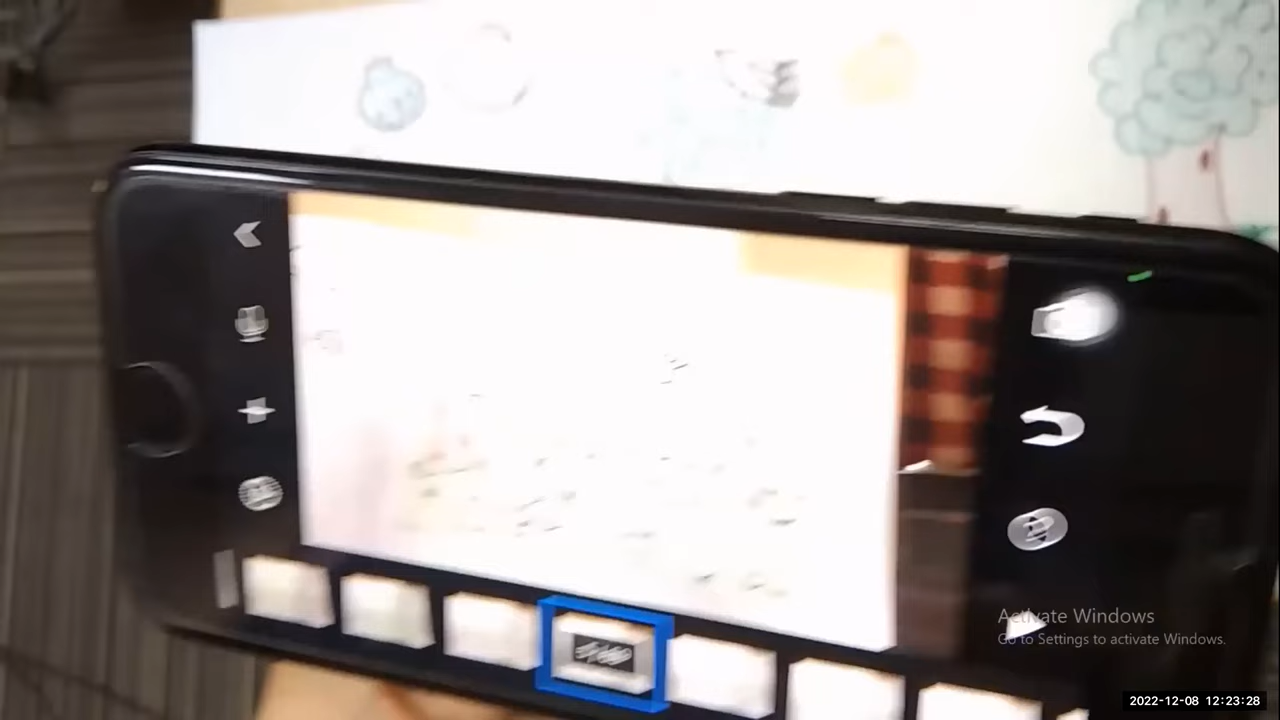 Activate Windows
Go to Settings to activate Windows.
2022-12-08 12:23:28